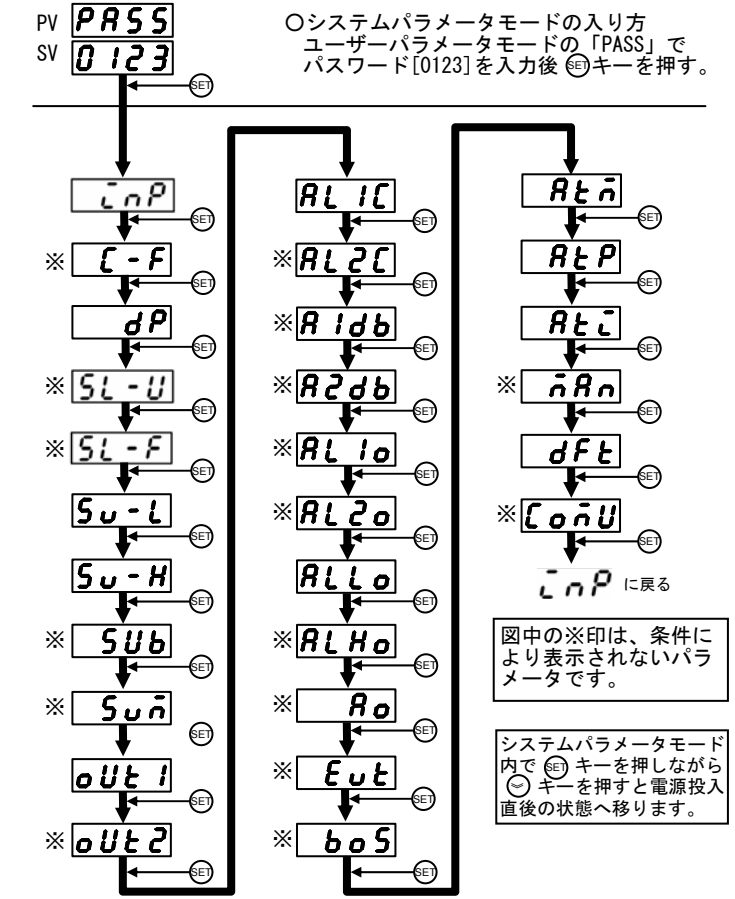 PV PASS
SV 0123
SET
〇システムパラメータモードの入り方
ユーザーパラメータモードの「PASS」で
パスワード[0123]を入力後 SET キーを押す。
inP
SET
※ C-F
SET
dP
SET
※ SL-U
SET
※ SL-F
SET
Su-L
SET
Su-H
SET
※ SUb
SET
※ Sum
SET
oUt1
SET
※ oUt2
SET
AL1C
SET
※ AL2C
SET
※ A1db
SET
※ A2db
SET
※ AL1o
SET
※ AL2o
SET
ALLo
SET
※ ALHo
SET
※ Ao
SET
※ Eut
SET
※ boS
SET
Atm
SET
AtP
SET
Ati
SET
※ mAn
SET
dFt
SET
※ ComU
SET
inP に戻る
図中の※印は、条件に
より表示されないパラ
メータです。
システムパラメータモード
内で SET キーを押しながら
キーを押すと電源投入
直後の状態へ移ります。